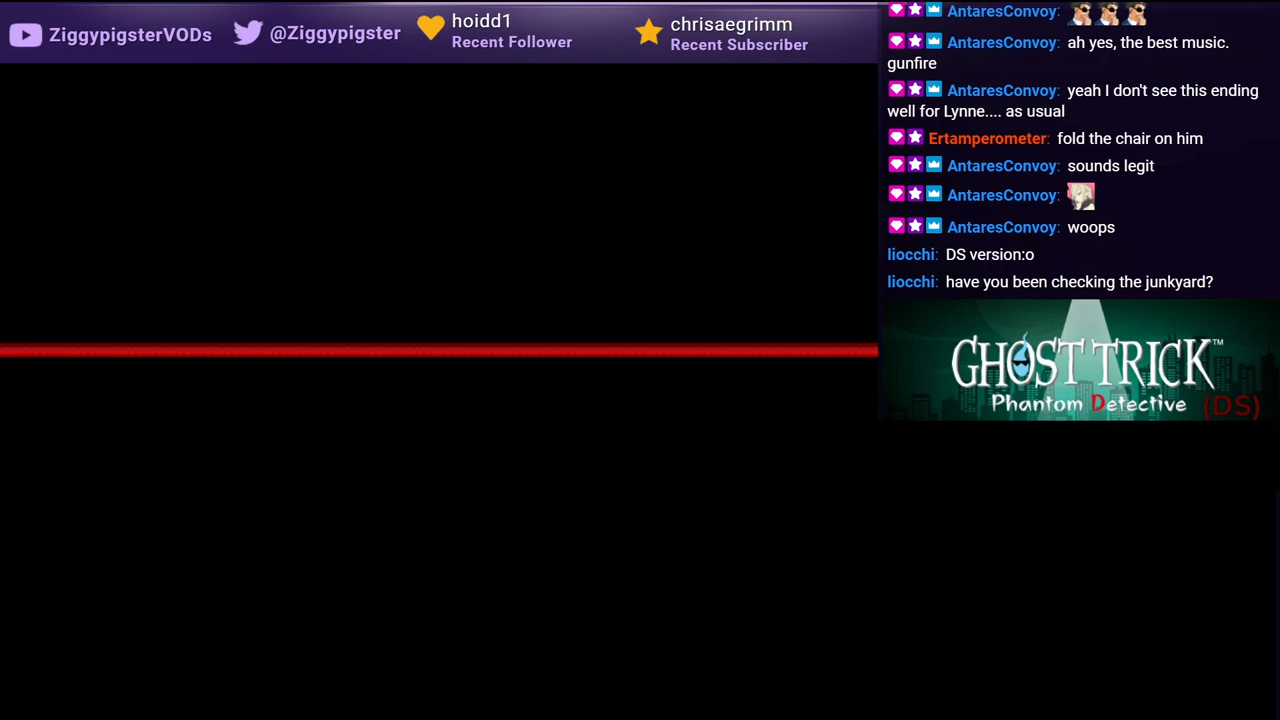 ZiggypigsterVODs
@Ziggypigster
hoidd1
Recent Follower
chrisaegrimm
Recent Subscriber
AntaresConvoy:
AntaresConvoy: ah yes, the best music.
gunfire
AntaresConvoy: yeah I don't see this ending
well for Lynne.... as usual
Ertamperometer: fold the chair on him
AntaresConvoy: sounds legit
AntaresConvoy:
AntaresConvoy: woops
liocchi: DS version:o
liocchi: have you been checking the junkyard?
GHOST TRICK™
Phantom Detective (DS)